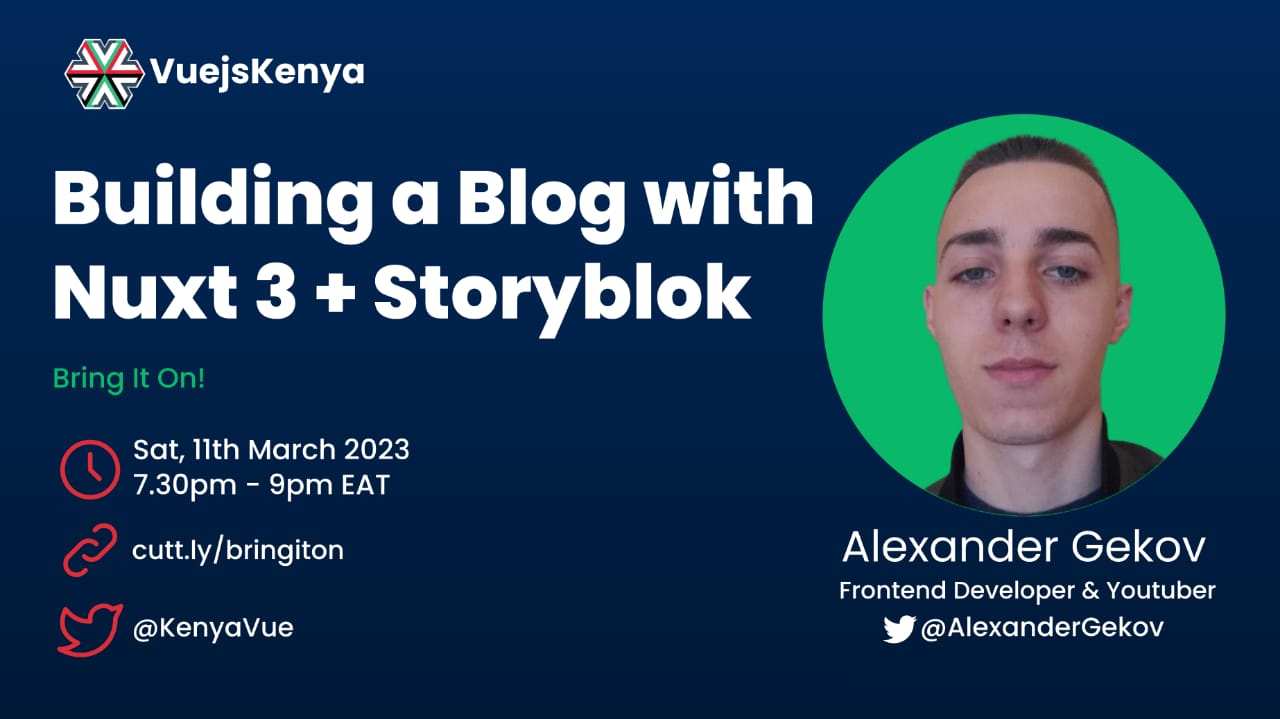 VuejsKenya
Building a Blog with
Nuxt 3 + Storyblok
Bring It On!
Sat, 11th March 2023
7.30pm - 9pm EAT
cutt.ly/bringiton
@KenyaVue
Alexander Gekov
Frontend Developer & Youtuber
@AlexanderGekov